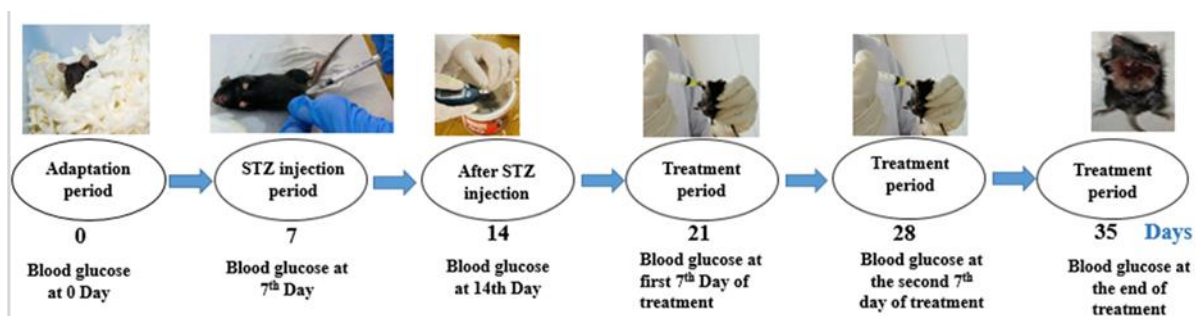 Adaptation
period
STZ injection
period
After STZ
injection
Treatment
period
Treatment
period
Treatment
period
0
7
14
21
28
35 Days
Blood glucose
at 0 Day
Blood glucose at
7th Day
Blood glucose
at 14th Day
Blood glucose at
first 7th Day of
treatment
Blood glucose at
the second 7th
day of treatment
Blood glucose at
the end of
treatment